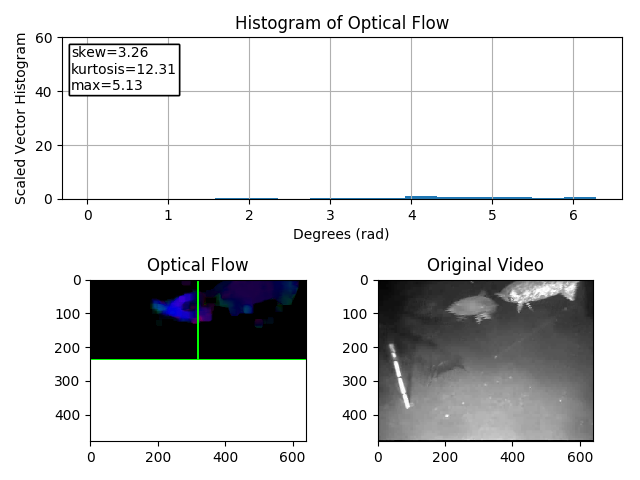 Histogram of Optical Flow
Scaled Vector Histogram
60
40
20
0
skew=3.26
kurtosis=12.31
max=5.13
0 1 2 3 4 5 6
Degrees (rad)
Optical Flow
0
100
200
300
400
0 200 400 600
Original Video
0
100
200
300
400
0 200 400 600